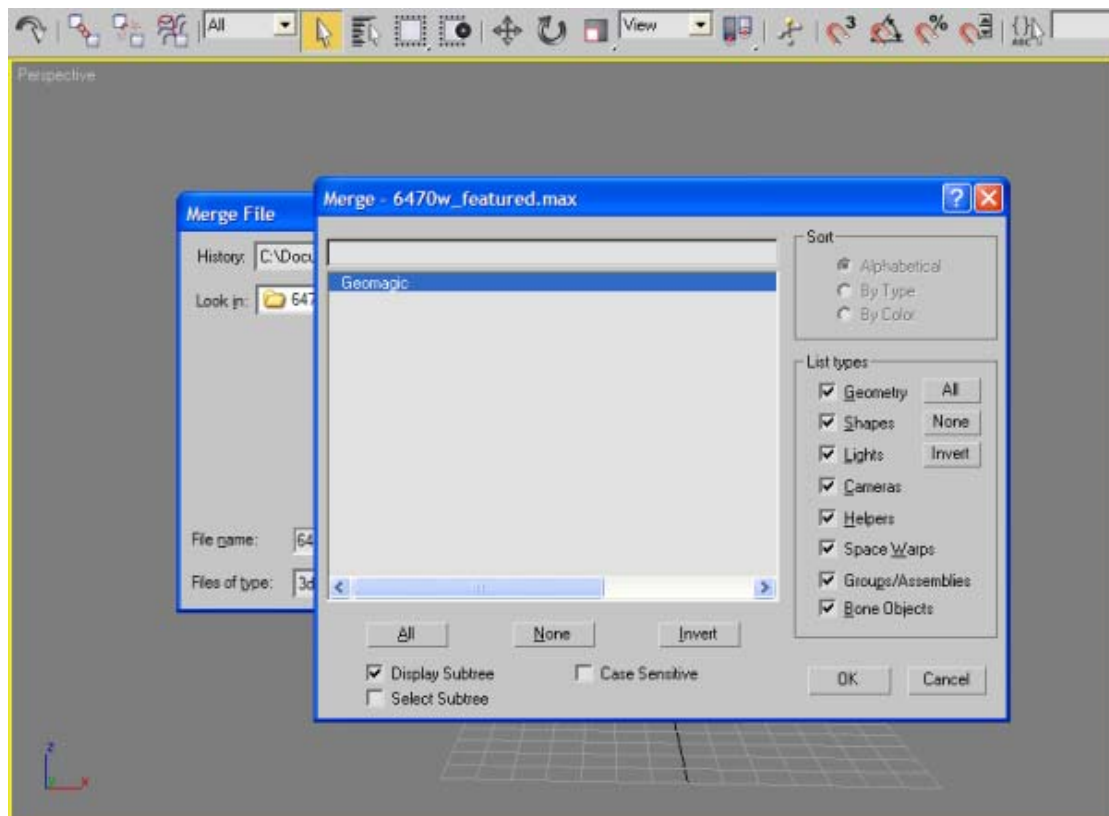 All
View
3
%
ABC
Perspective
Merge File
History: C:\Docu
Look in: 647
File name: 64
Files of type: 3d
Merge - 6470w_featured.max
Geomagic
All None Invert
Display Subtree
Case Sensitive
Select Subtree
Sort
Alphabetical
By Type
By Color
List types
Geometry All
Shapes None
Lights Invert
Cameras
Helpers
Space Warps
Groups/Assemblies
Bone Objects
OK Cancel
z
x